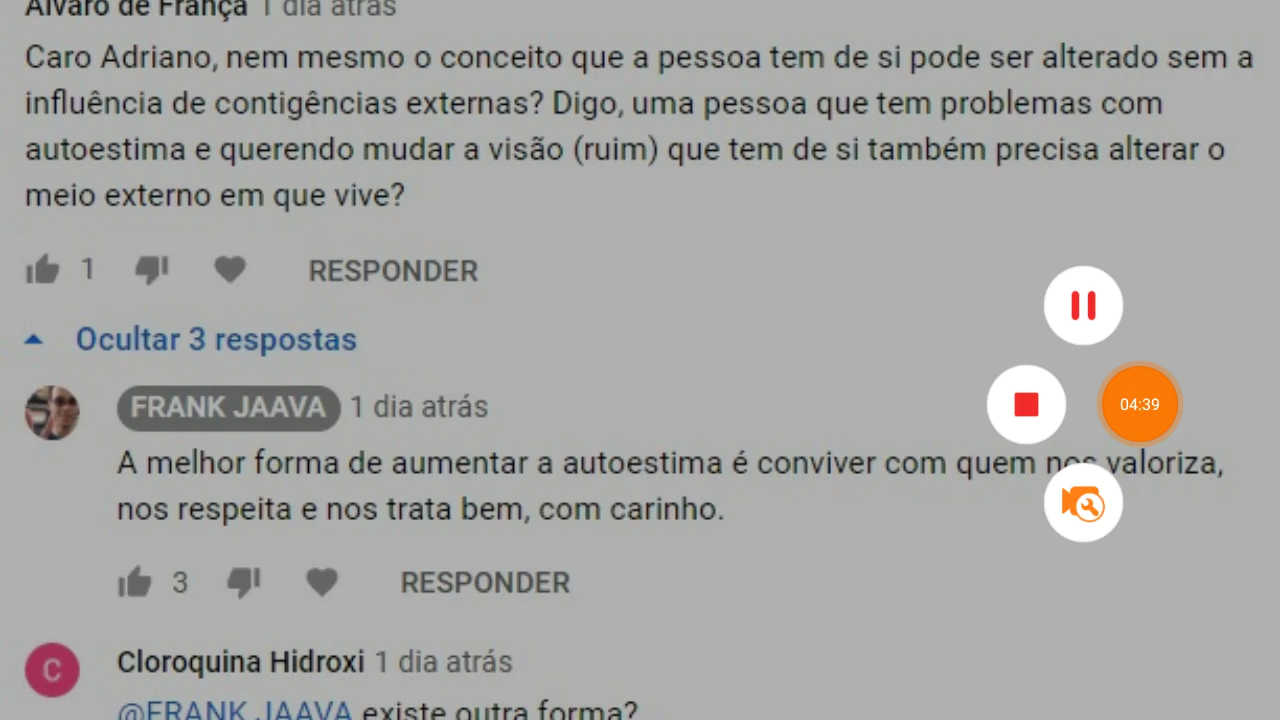 Alvaro de França 1 dia atrás
Caro Adriano, nem mesmo o conceito que a pessoa tem de si pode ser alterado sem a
influência de contigências externas? Digo, uma pessoa que tem problemas com
autoestima e querendo mudar a visão (ruim) que tem de si também precisa alterar o
meio externo em que vive?
1 RESPONDER
Ocultar 3 respostas
FRANK JAAVA 1 dia atrás
04:39
A melhor forma de aumentar a autoestima é conviver com quem nos valoriza,
nos respeita e nos trata bem, com carinho.
3 RESPONDER
C Cloroquina Hidroxi 1 dia atrás
@FRANK JAAVA existe outra forma?